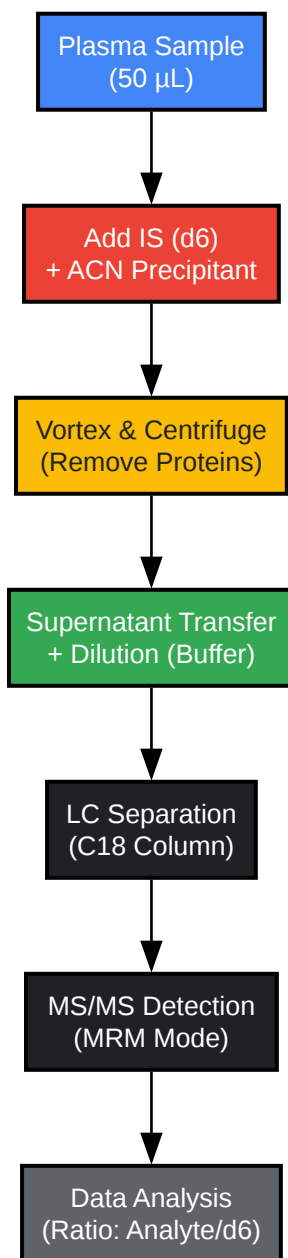 Plasma Sample
(50 µL)
Add IS (d6)
+ ACN Precipitant
Vortex & Centrifuge
(Remove Proteins)
Supernatant Transfer
+ Dilution (Buffer)
LC Separation
(C18 Column)
MS/MS Detection
(MRM Mode)
Data Analysis
(Ratio: Analyte/d6)